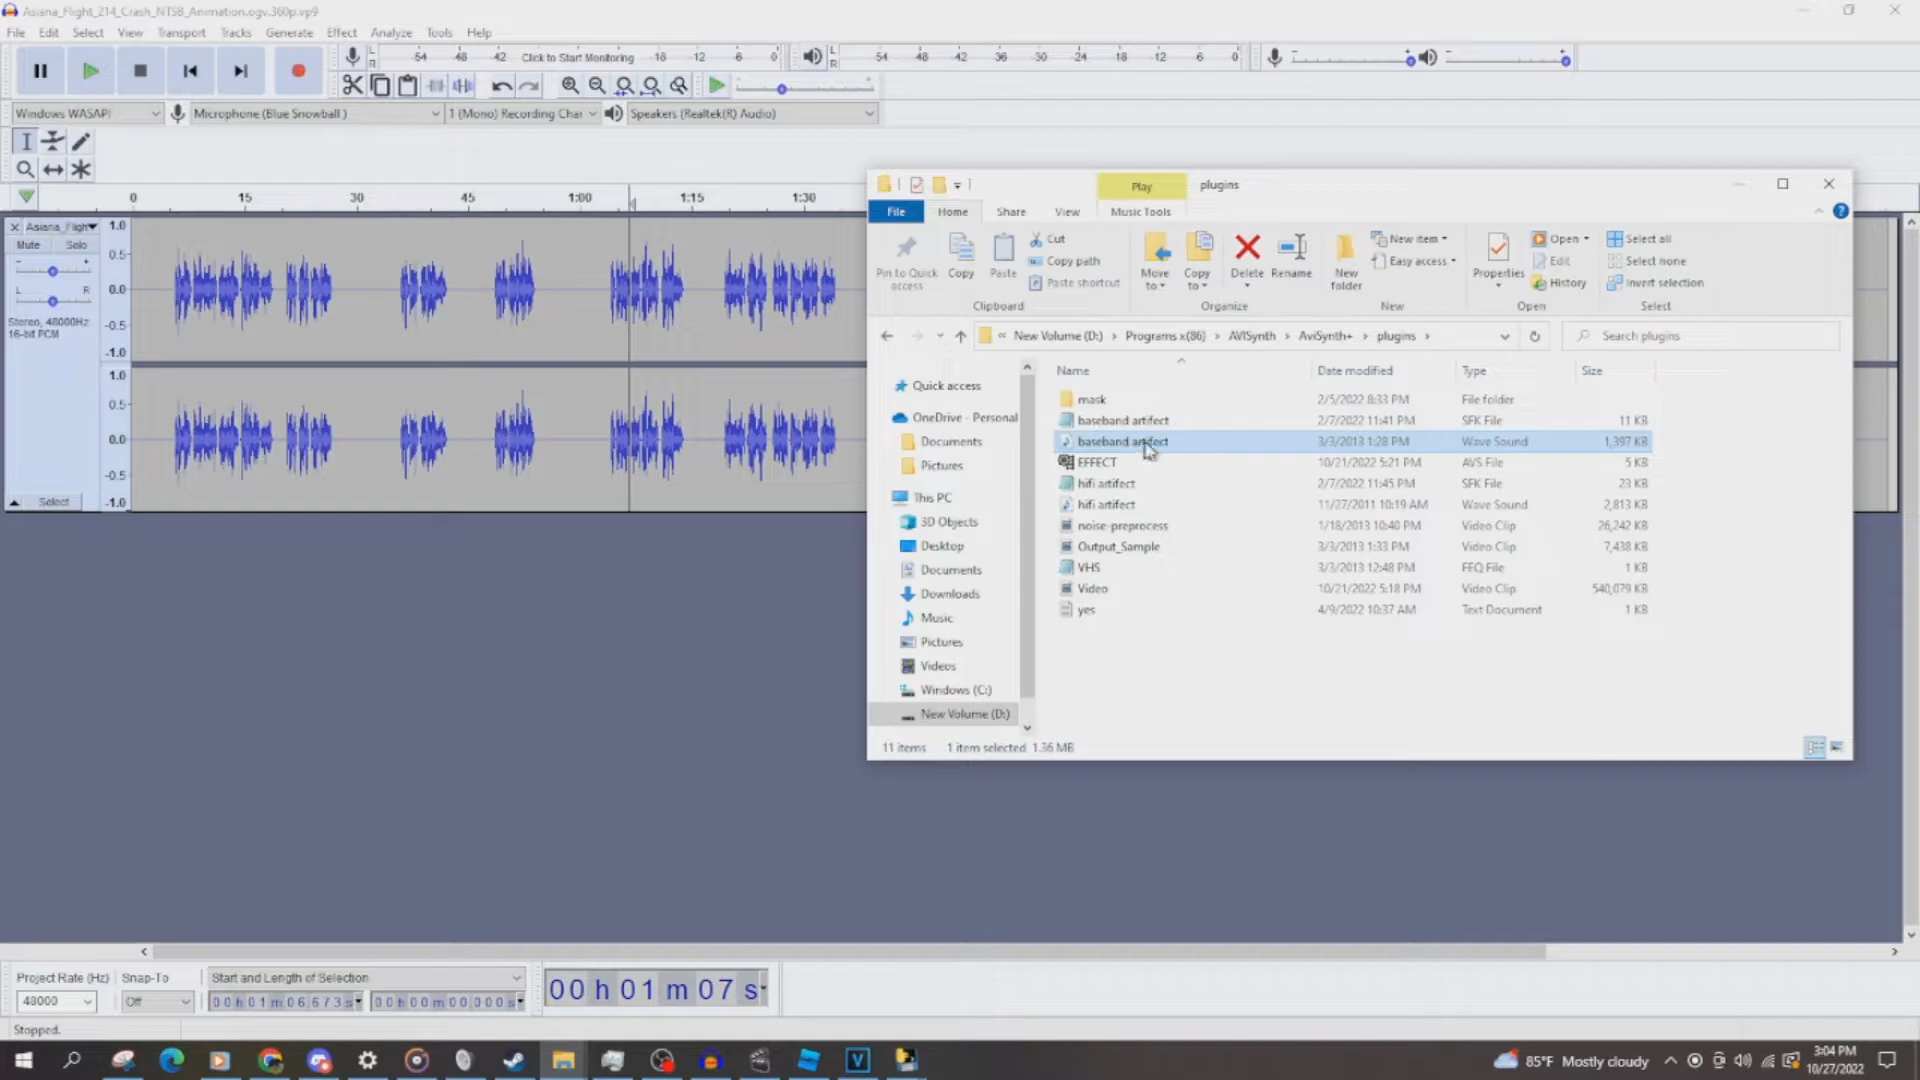 Asiana_Flight_214_Crash_NTSB_Animation.ogv.360p.vp9
File Edit Select View Transport Tracks Generate Effect Analyze Tools Help
L R -54 -48 -42 Click to Start Monitoring -18 -12 -6 0 L R -54 -48 -42 -36 -30 -24 -18 -12 -6 0
Windows WASAPI Microphone (Blue Snowball ) 1 (Mono) Recording Char Speakers (Realtek(R) Audio)
0 15 30 45 1:00 1:15 1:30
Asiana_Fligh
Mute Solo
- +
L R
Stereo, 48000Hz
16-bit PCM
Select
1.0
0.5
0.0
-0.5
-1.0
1.0
0.5
0.0
-0.5
-1.0
Play plugins
File Home Share View Music Tools
Pin to Quick access
Copy
Paste
Cut
Copy path
Paste shortcut
Clipboard
Move to
Copy to
Delete
Rename
Organize
New folder
New item
Easy access
New
Properties
Open
Edit
History
Open
Select all
Select none
Invert selection
Select
« New Volume (D:) Programs x(86) AVISynth AviSynth+ plugins
Search plugins
Quick access
OneDrive - Personal
Documents
Pictures
This PC
3D Objects
Desktop
Documents
Downloads
Music
Pictures
Videos
Windows (C:)
New Volume (D:)
Name Date modified Type Size
mask 2/5/2022 8:33 PM File folder
baseband artifect 2/7/2022 11:41 PM SFK File 11 KB
baseband artifect 3/3/2013 1:28 PM Wave Sound 1,397 KB
EFFECT 10/21/2022 5:21 PM AVS File 5 KB
hifi artifect 2/7/2022 11:45 PM SFK File 23 KB
hifi artifect 11/27/2011 10:19 AM Wave Sound 2,813 KB
noise-preprocess 1/18/2013 10:40 PM Video Clip 26,242 KB
Output_Sample 3/3/2013 1:33 PM Video Clip 7,438 KB
VHS 3/3/2013 12:48 PM FEQ File 1 KB
Video 10/21/2022 5:18 PM Video Clip 540,079 KB
yes 4/9/2022 10:37 AM Text Document 1 KB
11 items 1 item selected 1.36 MB
Project Rate (Hz) Snap-To Start and Length of Selection
48000 Off 00h01m06.673s 00h00m00.000s
00 h 01 m 07 s
Stopped.
85°F Mostly cloudy
3:04 PM
10/27/2022